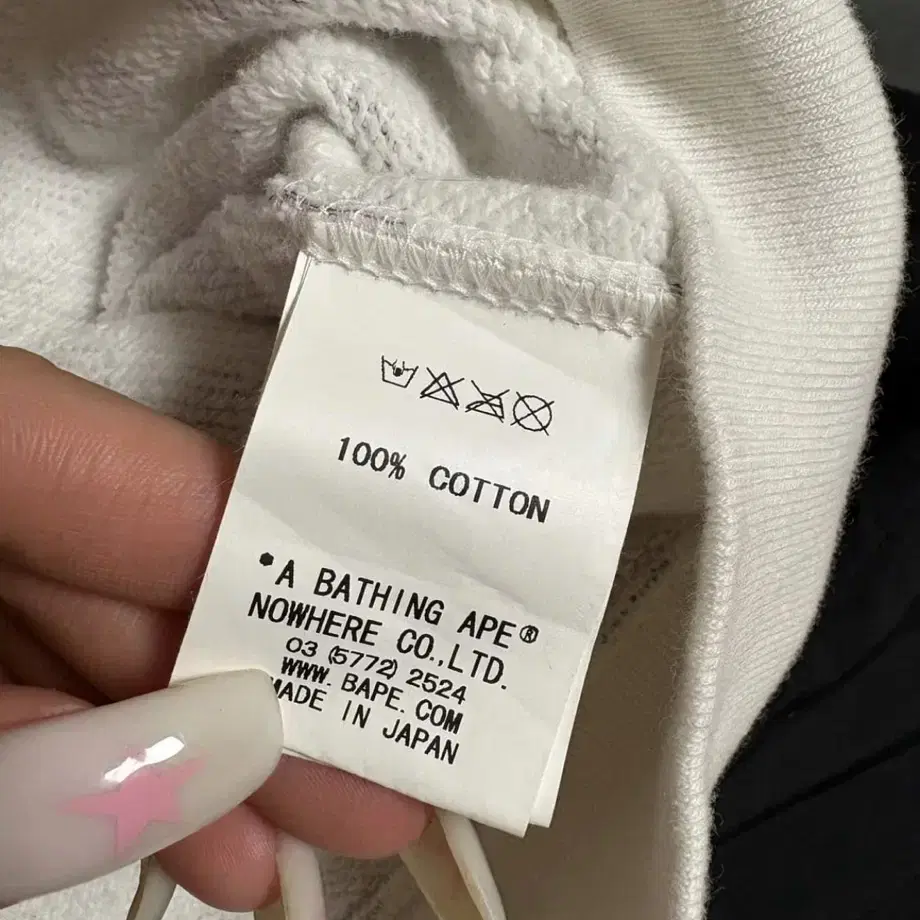 100% COTTON
*A BATHING APE®
NOWHERE CO.,LTD.
03 (5772) 2524
WWW.BAPE.COM
MADE IN JAPAN